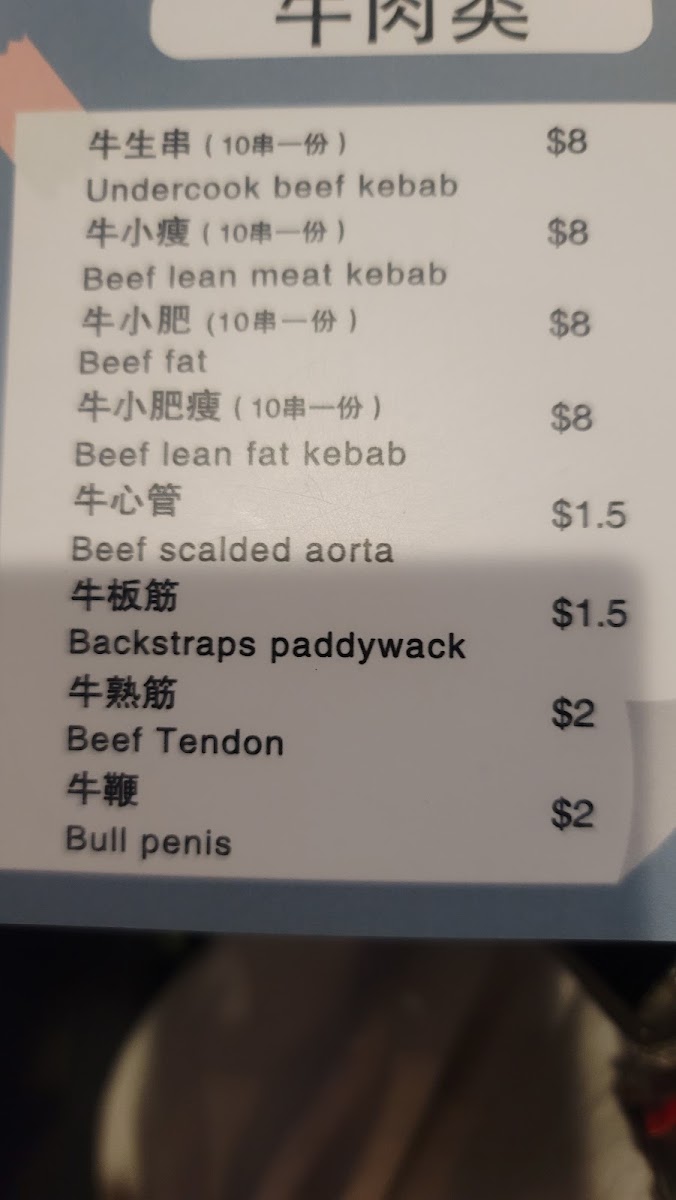 牛肉类
牛生串（10串一份） $8
Undercook beef kebab
牛小瘦（10串一份） $8
Beef lean meat kebab
牛小肥（10串一份） $8
Beef fat
牛小肥瘦（10串一份） $8
Beef lean fat kebab
牛心管 $1.5
Beef scalded aorta
牛板筋 $1.5
Backstraps paddywack
牛熟筋 $2
Beef Tendon
牛鞭 $2
Bull penis